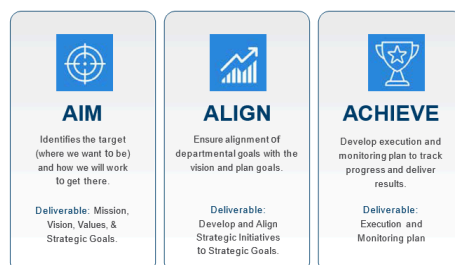 AIM
Identifies the target
(where we want to be)
and how we will work
to get there.
Deliverable: Mission,
Vision, Values, &
Strategic Goals.
ALIGN
Ensure alignment of
departmental goals with the
vision and plan goals.
Deliverable:
Develop and Align
Strategic Initiatives
to Strategic Goals.
ACHIEVE
Develop execution and
monitoring plan to track
progress and deliver
results.
Deliverable:
Execution and
Monitoring plan